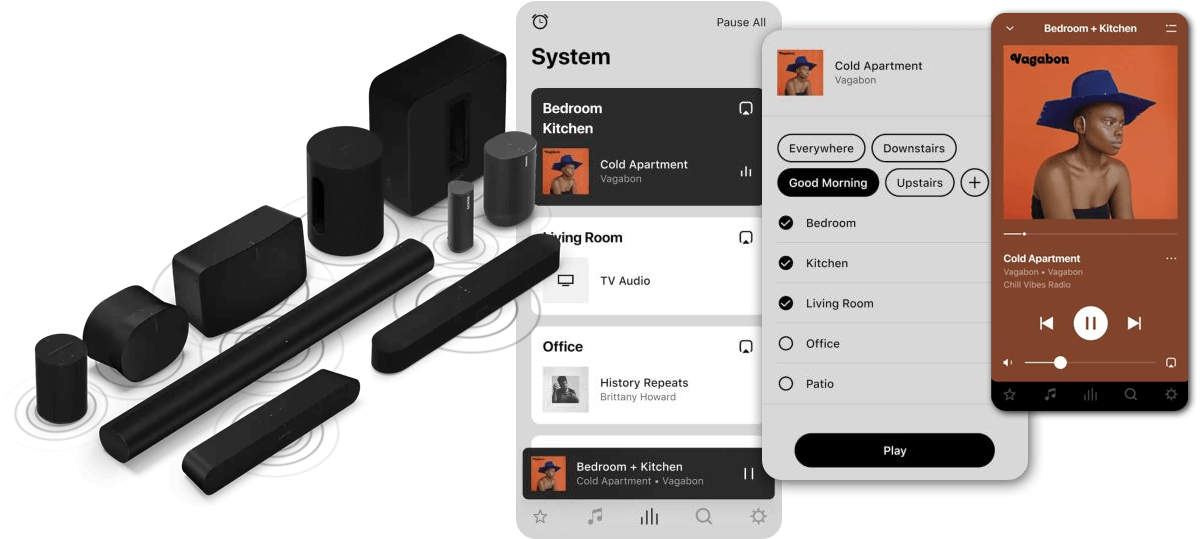 Pause All
System
Bedroom
Kitchen
Cold Apartment
Vagabon
Living Room
TV Audio
Office
History Repeats
Brittany Howard
Bedroom + Kitchen
Cold Apartment • Vagabon
Vagabon
Cold Apartment
Vagabon
Everywhere
Downstairs
Good Morning
Upstairs
Bedroom
Kitchen
Living Room
Office
Patio
Play
Bedroom + Kitchen
Vagabon
Cold Apartment
Vagabon • Vagabon
Chill Vibes Radio
SONOS